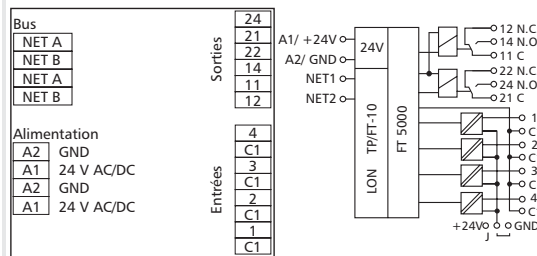 Bus
NET A
NET B
NET A
NET B
Alimentation
A2 GND
A1 24 V AC/DC
A2 GND
A1 24 V AC/DC
Sorties
24
21
22
14
11
12
Entrées
4
C1
3
C1
2
C1
1
C1
A1/ +24V
A2/ GND
NET1
NET2
24V
LON TP/FT-10
FT 5000
12 N.C
14 N.O
11 C
22 N.C
24 N.O
21 C
1
C
2
C
3
C
4
C
+24V
GND
J